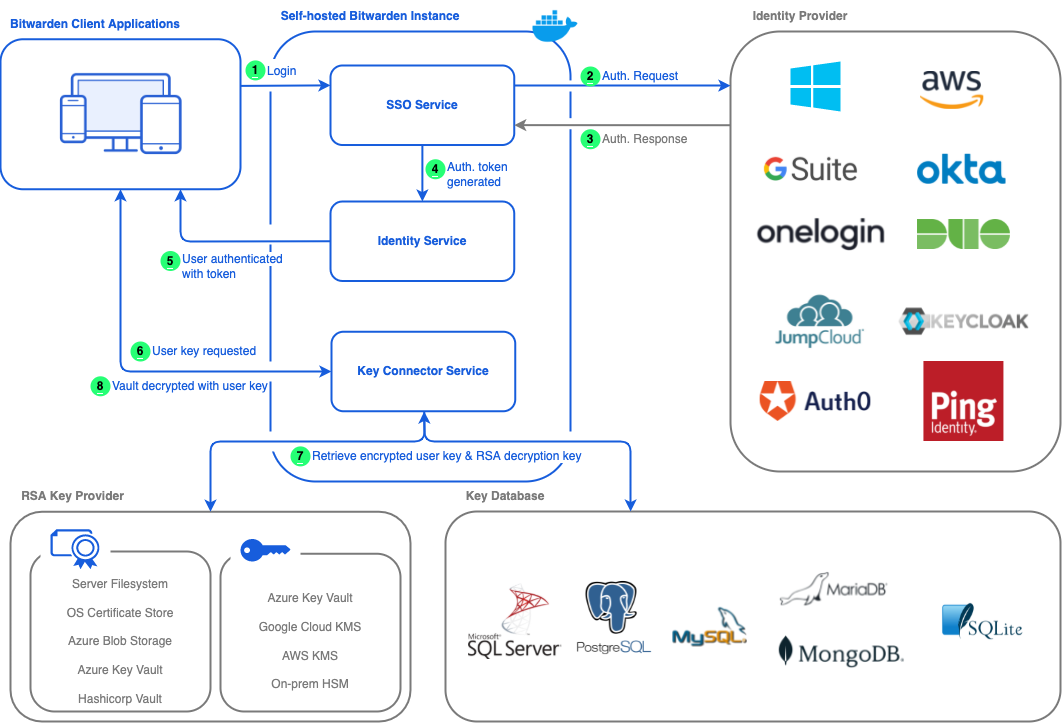 Bitwarden Client Applications
Self-hosted Bitwarden Instance
Identity Provider
1 Login
SSO Service
2 Auth. Request
3 Auth. Response
4 Auth. token
generated
Identity Service
5 User authenticated
with token
6 User key requested
8 Vault decrypted with user key
Key Connector Service
7 Retrieve encrypted user key & RSA decryption key
aws
G Suite
okta
onelogin
DUO
JumpCloud
KEYCLOAK
Auth0
Ping
Identity.
RSA Key Provider
Server Filesystem
OS Certificate Store
Azure Blob Storage
Azure Key Vault
Hashicorp Vault
Azure Key Vault
Google Cloud KMS
AWS KMS
On-prem HSM
Key Database
Microsoft
SQL Server
PostgreSQL
MySQL
MariaDB
MongoDB
SQLite